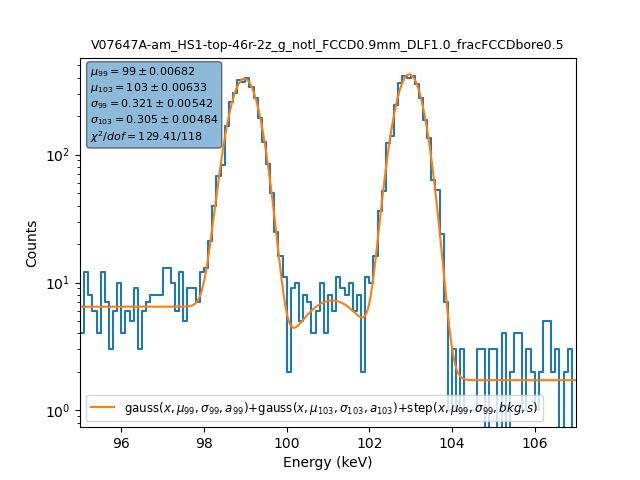 V07647A-am_HS1-top-46r-2z_g_notl_FCCD0.9mm_DLF1.0_fracFCCDbore0.5
μ₉₉ = 99 ± 0.00682
μ₁₀₃ = 103 ± 0.00633
σ₉₉ = 0.321 ± 0.00542
σ₁₀₃ = 0.305 ± 0.00484
χ²/dof = 129.41/118
Counts
10²
10¹
10⁰
gauss(x, μ₉₉, σ₉₉, a₉₉)+gauss(x, μ₁₀₃, σ₁₀₃, a₁₀₃)+step(x, μ₉₉, σ₉₉, bkg, s)
96 98 100 102 104 106
Energy (keV)